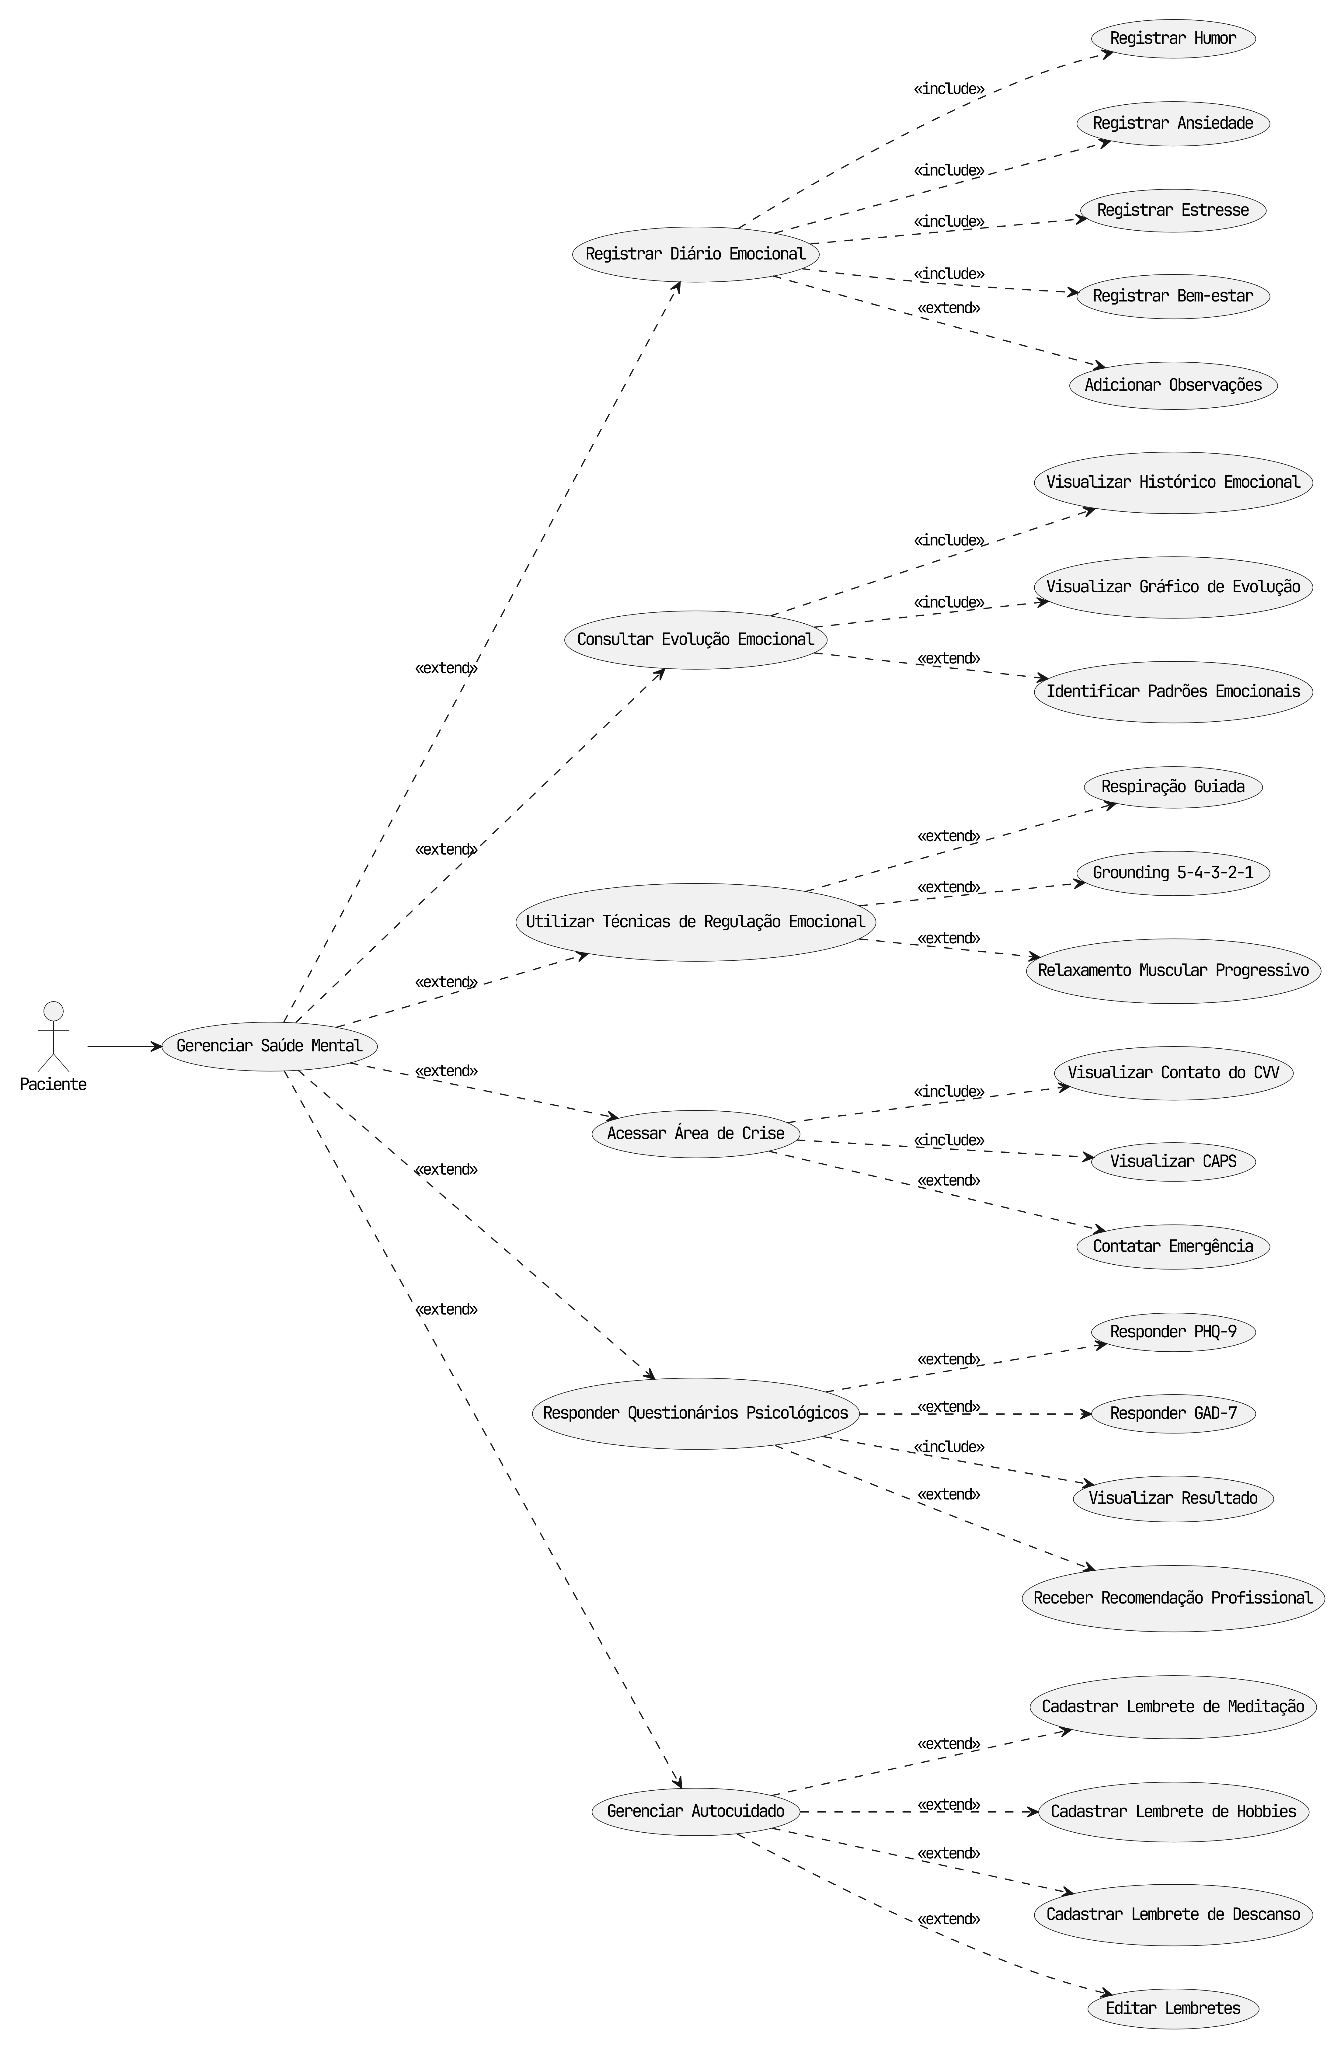 Registrar Humor
«include»
Registrar Ansiedade
«include»
Registrar Estresse
«include»
Registrar Diário Emocional
«include»
Registrar Bem-estar
«extend»
Adicionar Observações
Visualizar Histórico Emocional
«include»
Visualizar Gráfico de Evolução
«include»
Consultar Evolução Emocional
«extend»
«extend»
Identificar Padrões Emocionais
Respiração Guiada
«extend»
«extend»
Grounding 5-4-3-2-1
«extend»
Utilizar Técnicas de Regulação Emocional
«extend»
Relaxamento Muscular Progressivo
«extend»
Gerenciar Saúde Mental
Paciente
«extend»
Visualizar Contato do CVV
«include»
Acessar Área de Crise
«include»
Visualizar CAPS
«extend»
«extend»
Contatar Emergência
«extend»
Responder PHQ-9
«extend»
«extend»
Responder GAD-7
Responder Questionários Psicológicos
«include»
Visualizar Resultado
«extend»
Receber Recomendação Profissional
Cadastrar Lembrete de Meditação
«extend»
«extend»
Gerenciar Autocuidado
Cadastrar Lembrete de Hobbies
«extend»
Cadastrar Lembrete de Descanso
«extend»
Editar Lembretes